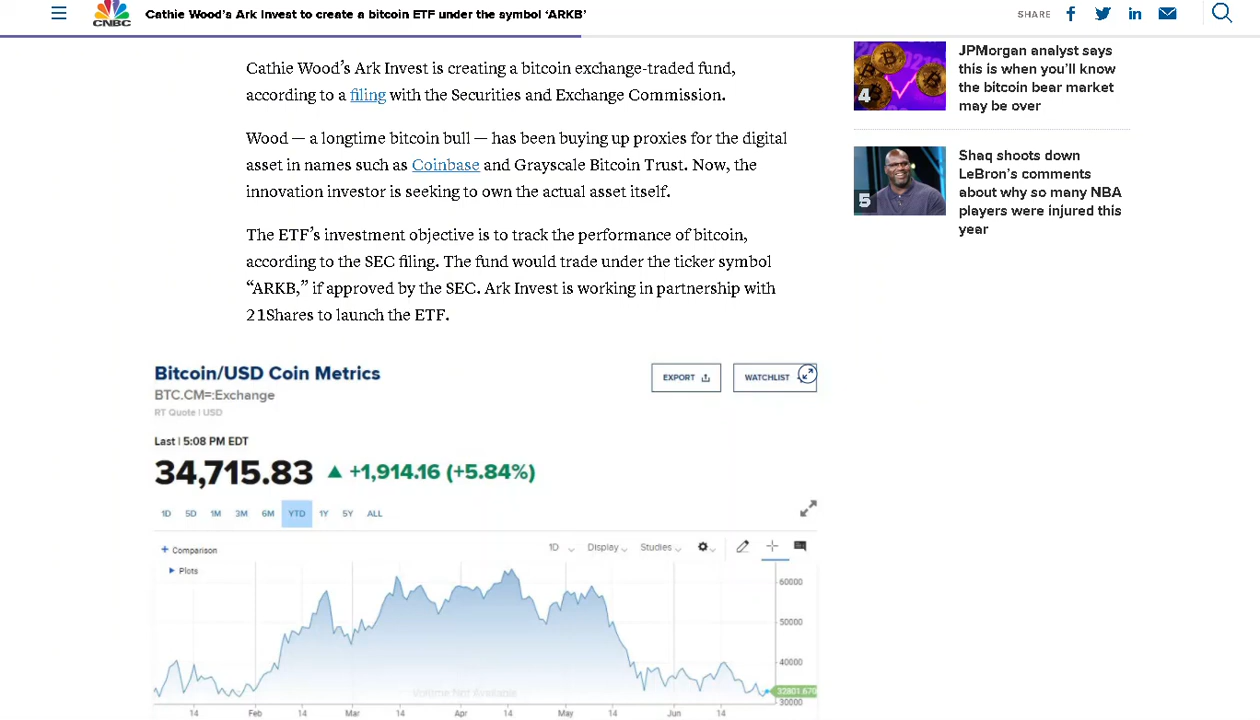 CNBC
Cathie Wood’s Ark Invest to create a bitcoin ETF under the symbol ‘ARKB’
SHARE
Cathie Wood’s Ark Invest is creating a bitcoin exchange-traded fund,
according to a filing with the Securities and Exchange Commission.
Wood — a longtime bitcoin bull — has been buying up proxies for the digital
asset in names such as Coinbase and Grayscale Bitcoin Trust. Now, the
innovation investor is seeking to own the actual asset itself.
The ETF’s investment objective is to track the performance of bitcoin,
according to the SEC filing. The fund would trade under the ticker symbol
“ARKB,” if approved by the SEC. Ark Invest is working in partnership with
21Shares to launch the ETF.
4
JPMorgan analyst says
this is when you’ll know
the bitcoin bear market
may be over
5
Shaq shoots down
LeBron’s comments
about why so many NBA
players were injured this
year
Bitcoin/USD Coin Metrics
EXPORT
WATCHLIST
BTC.CM=:Exchange
RT Quote | USD
Last | 5:08 PM EDT
34,715.83 +1,914.16 (+5.84%)
1D 5D 1M 3M 6M YTD 1Y 5Y ALL
+ Comparison
1D Display Studies
Plots
60000
50000
40000
32801.670
30000
Volume Not Available
14 Feb 14 Mar 14 Apr 14 May 14 Jun 14